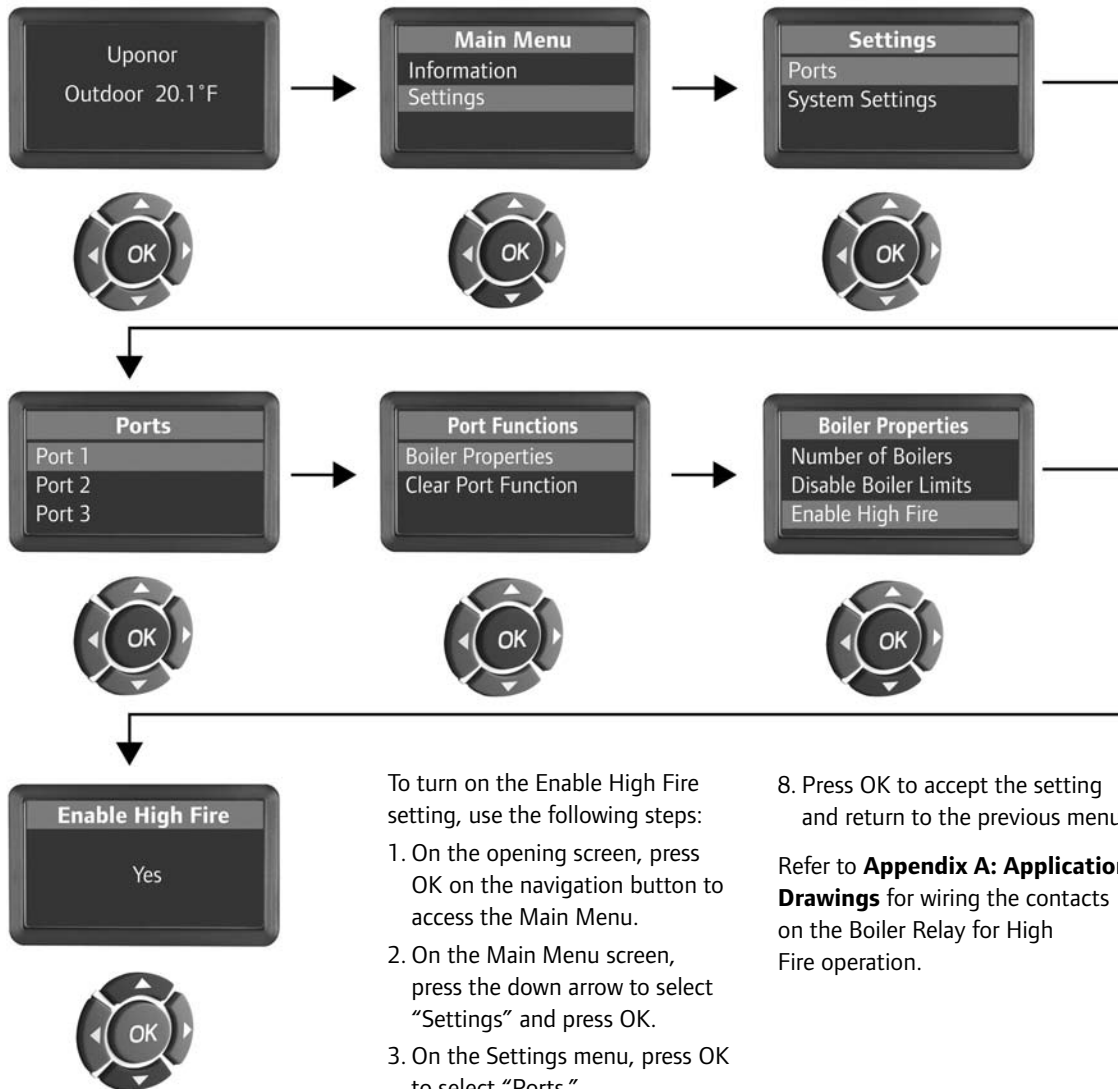 Uponor
Outdoor 20.1°F
Main Menu
Information
Settings
Settings
Ports
System Settings
OK
OK
OK
Ports
Port 1
Port 2
Port 3
Port Functions
Boiler Properties
Clear Port Function
Boiler Properties
Number of Boilers
Disable Boiler Limits
Enable High Fire
OK
OK
OK
Enable High Fire
Yes
OK
To turn on the Enable High Fire
setting, use the following steps:
1. On the opening screen, press
OK on the navigation button to
access the Main Menu.
2. On the Main Menu screen,
press the down arrow to select
“Settings” and press OK.
3. On the Settings menu, press OK
to select “Ports.”
8. Press OK to accept the setting
and return to the previous menu
Refer to Appendix A: Application
Drawings for wiring the contacts
on the Boiler Relay for High
Fire operation.